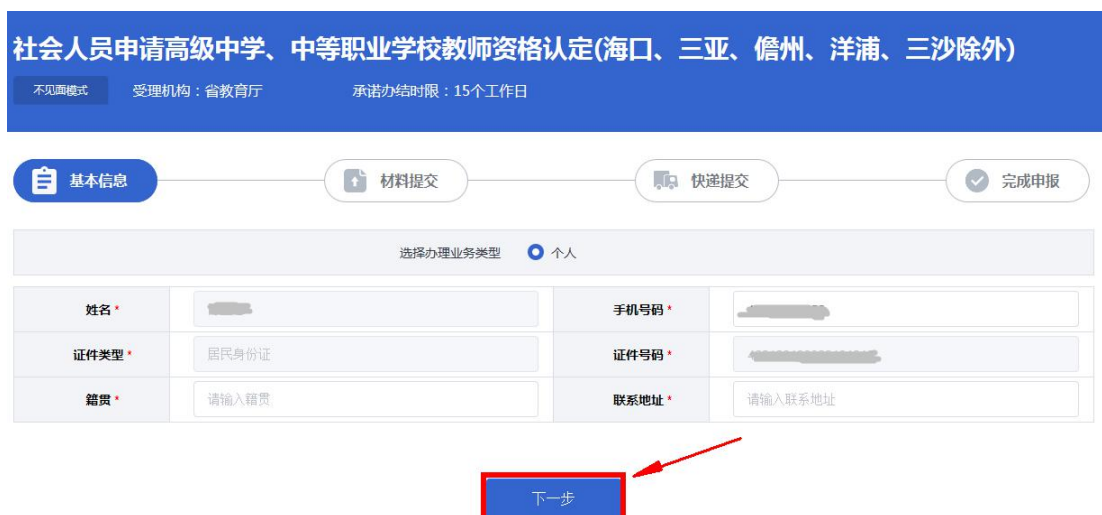 社会人员申请高级中学、中等职业学校教师资格认定(海口、三亚、儋州、洋浦、三沙除外)
不见面模式 受理机构：省教育厅 承诺办结时限：15个工作日
基本信息 材料提交 快递提交 完成申报
选择办理业务类型 个人
姓名* 手机号码*
证件类型* 居民身份证 证件号码*
籍贯* 请输入籍贯 联系地址* 请输入联系地址
下一步